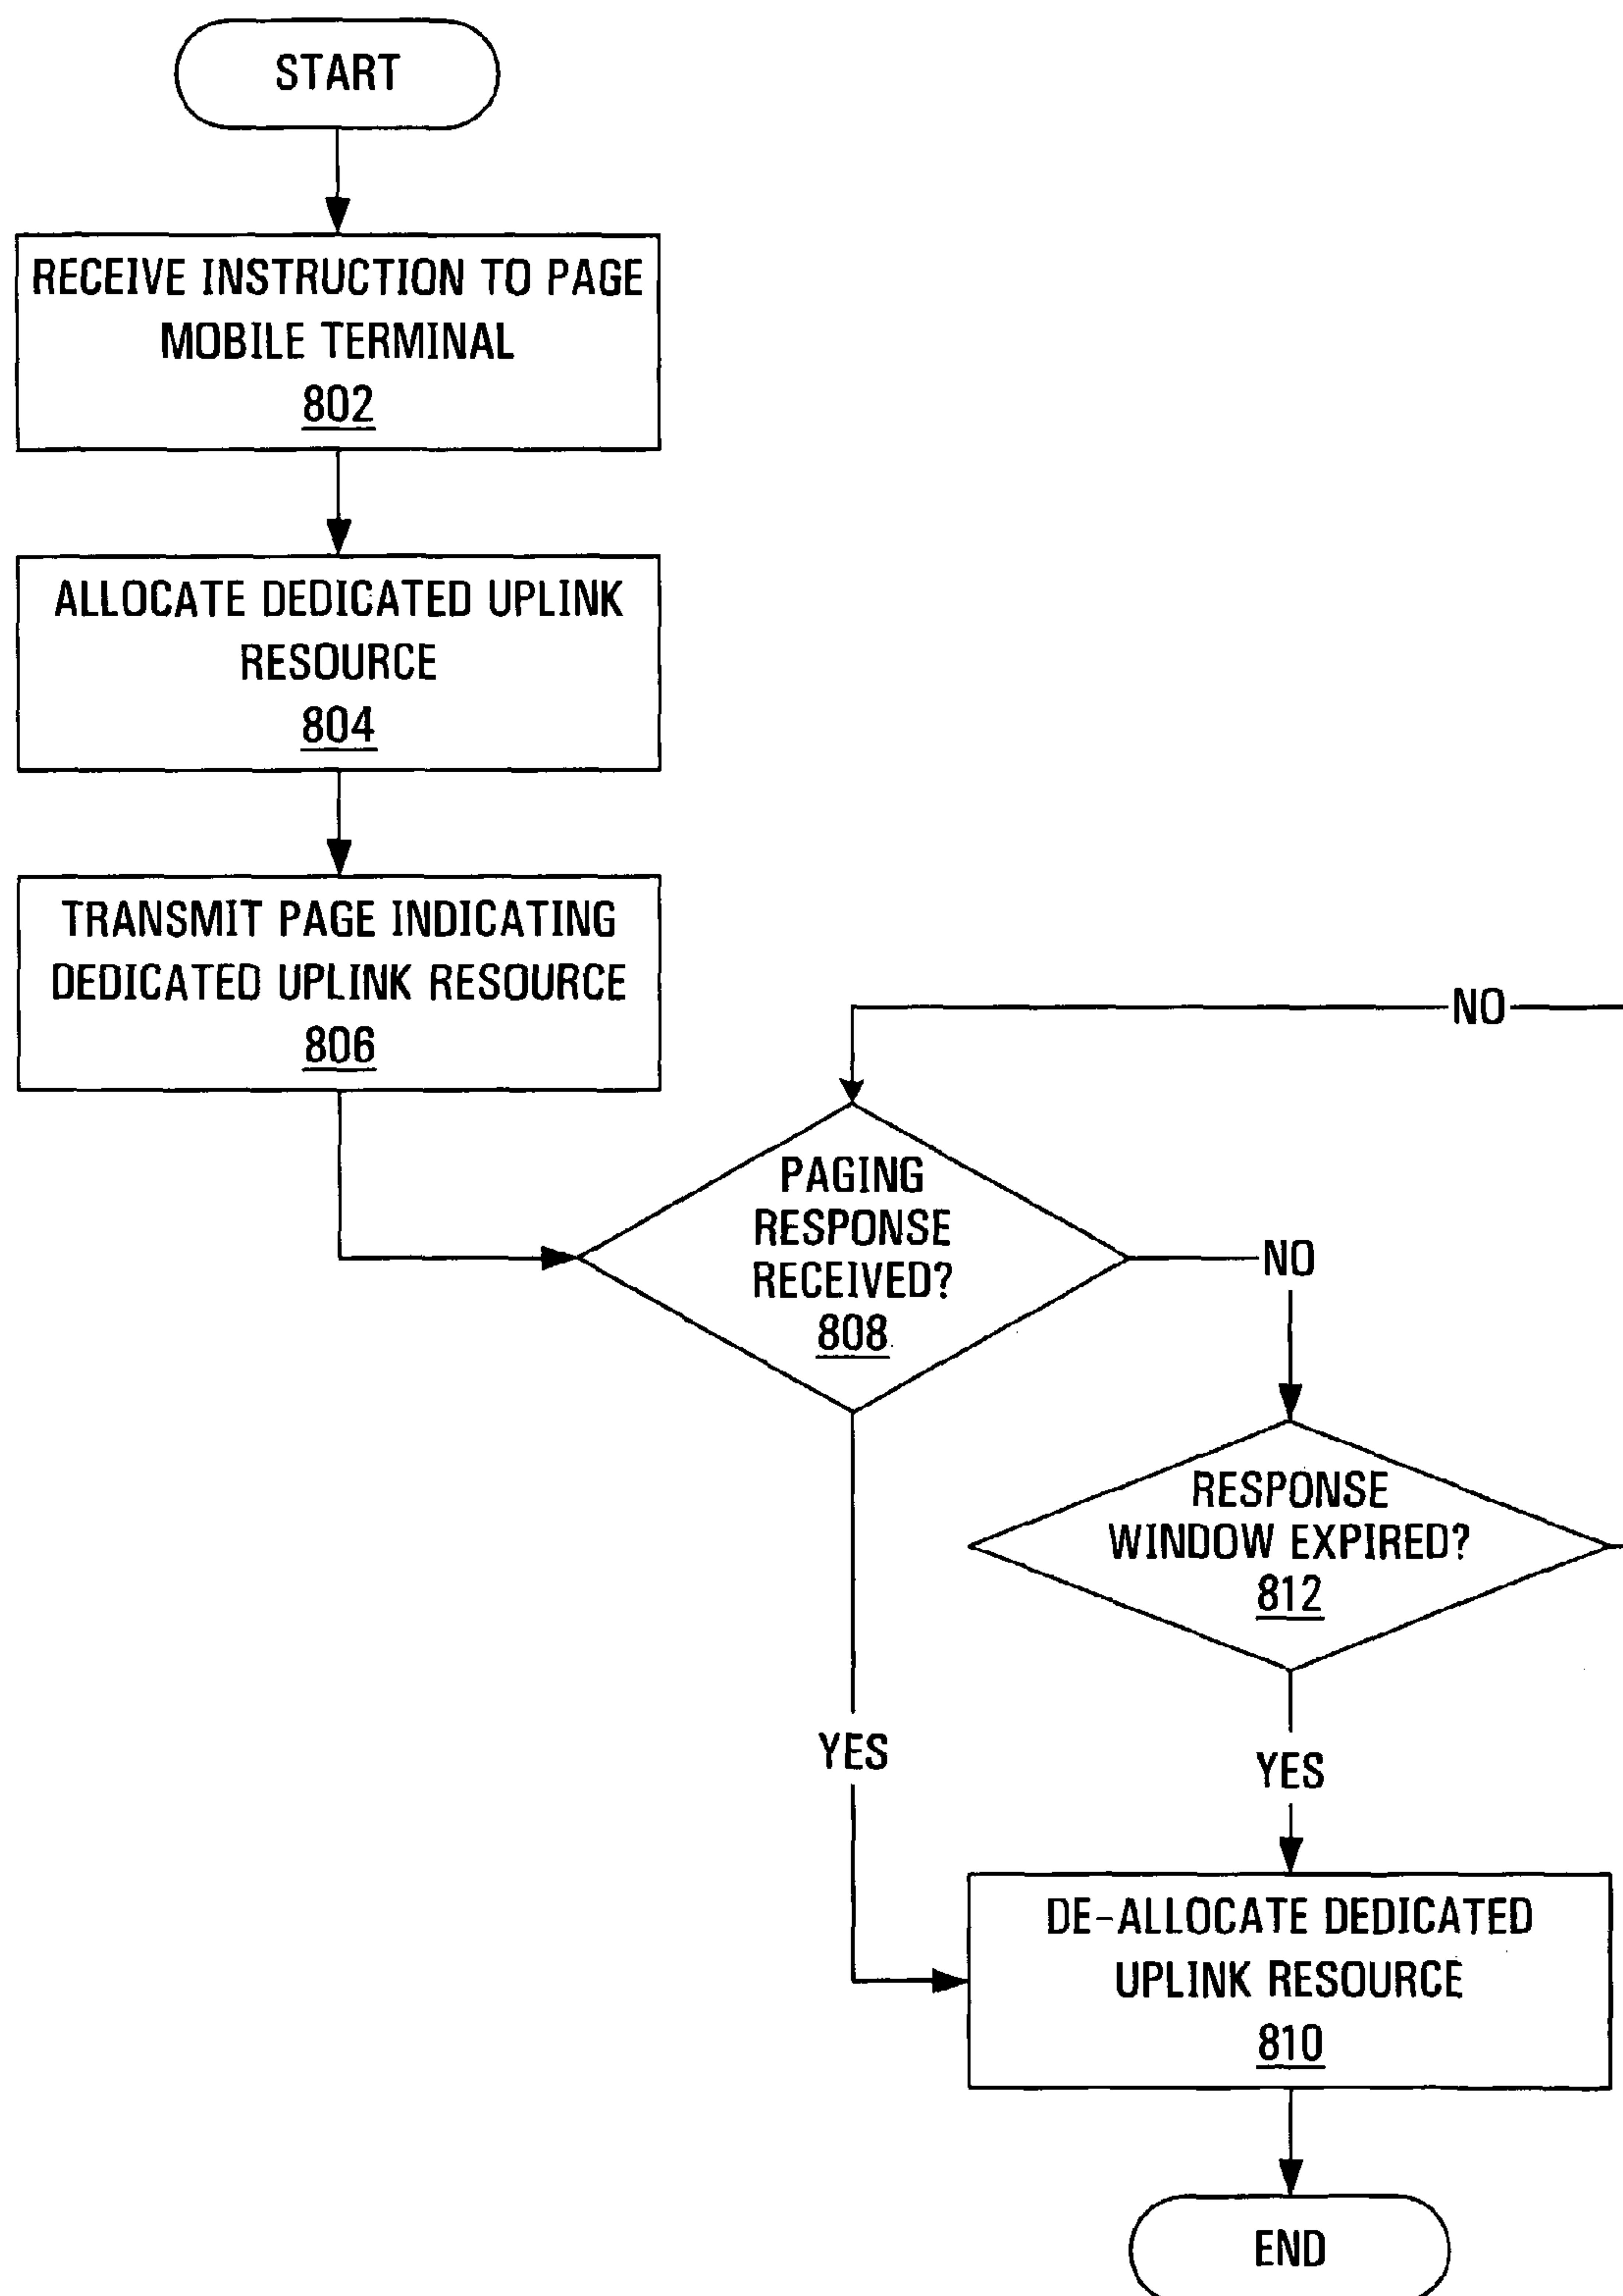 START
RECEIVE INSTRUCTION TO PAGE
MOBILE TERMINAL
802
ALLOCATE DEDICATED UPLINK
RESOURCE
804
TRANSMIT PAGE INDICATING
DEDICATED UPLINK RESOURCE
806
NO
PAGING
RESPONSE
RECEIVED?
808
NO
RESPONSE
WINDOW EXPIRED?
812
YES
YES
DE-ALLOCATE DEDICATED
UPLINK RESOURCE
810
END